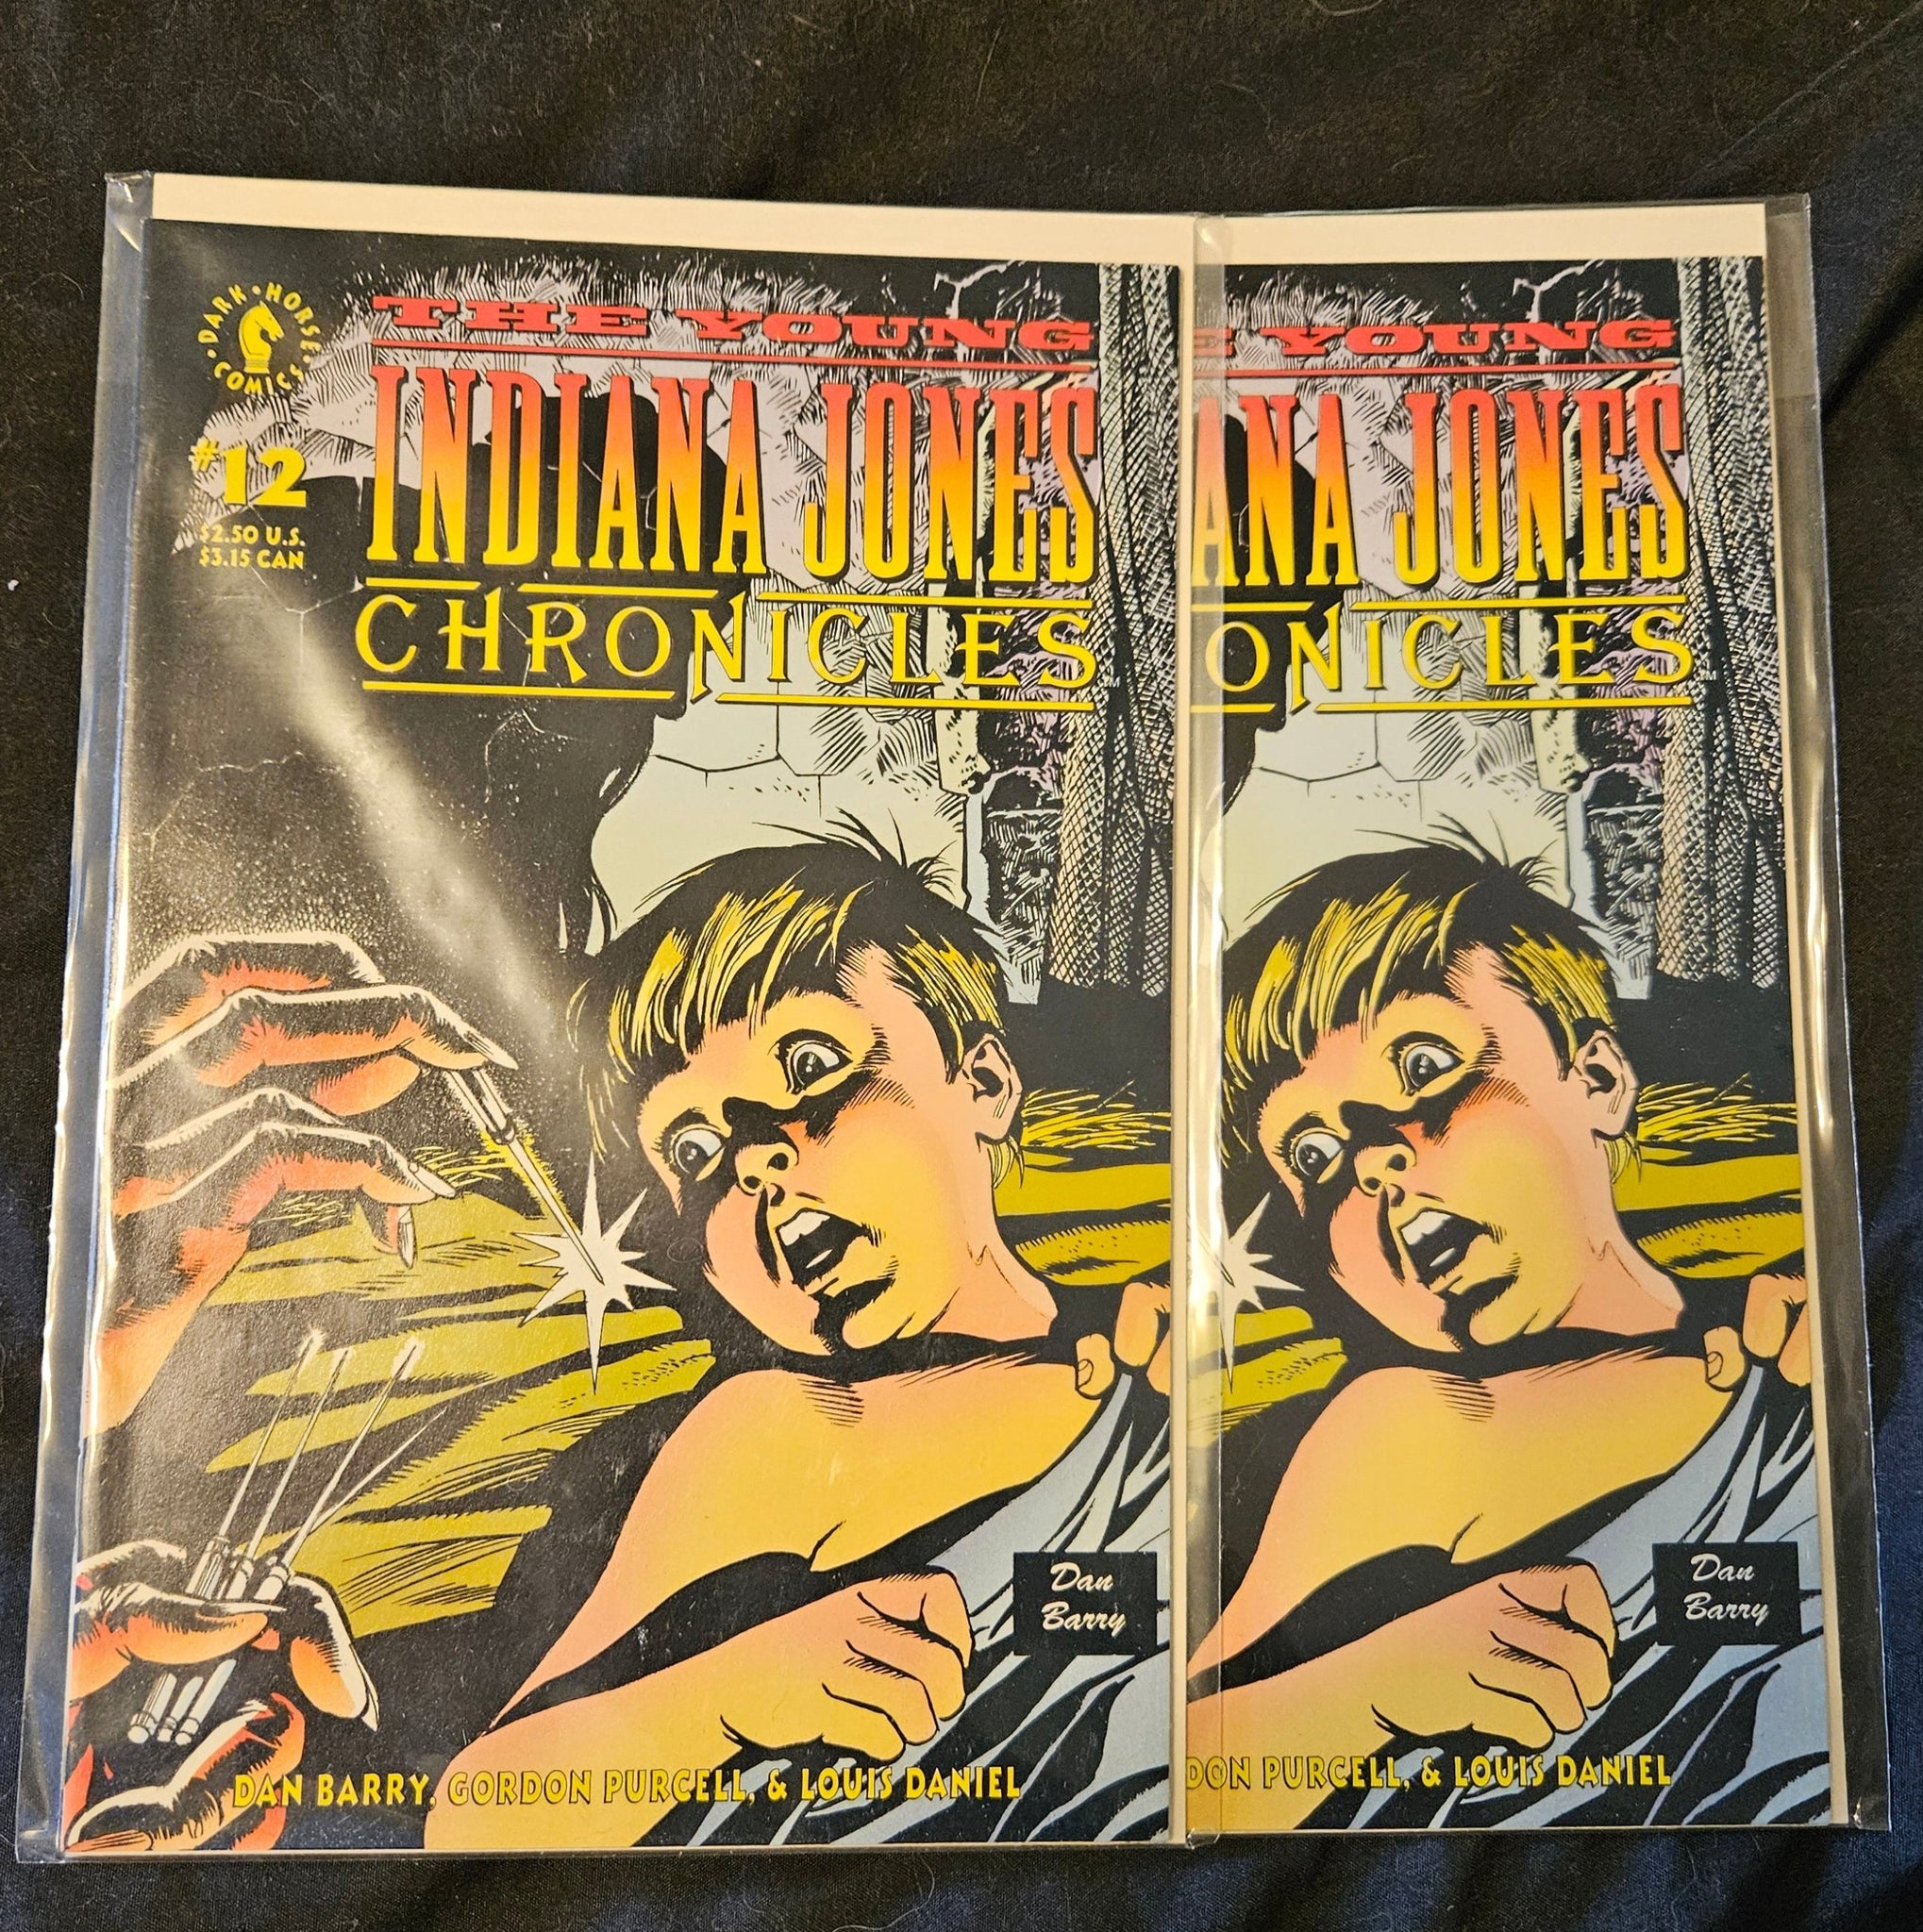 DARK • HORSE
COMICS
#12
$2.50 U.S.
$3.15 CAN
THE YOUNG
INDIANA JONES
CHRONICLES
Dan
Barry
DAN BARRY, GORDON PURCELL, & LOUIS DANIEL
E YOUNG
ANA JONES
ONICLES
Dan
Barry
DON PURCELL, & LOUIS DANIEL